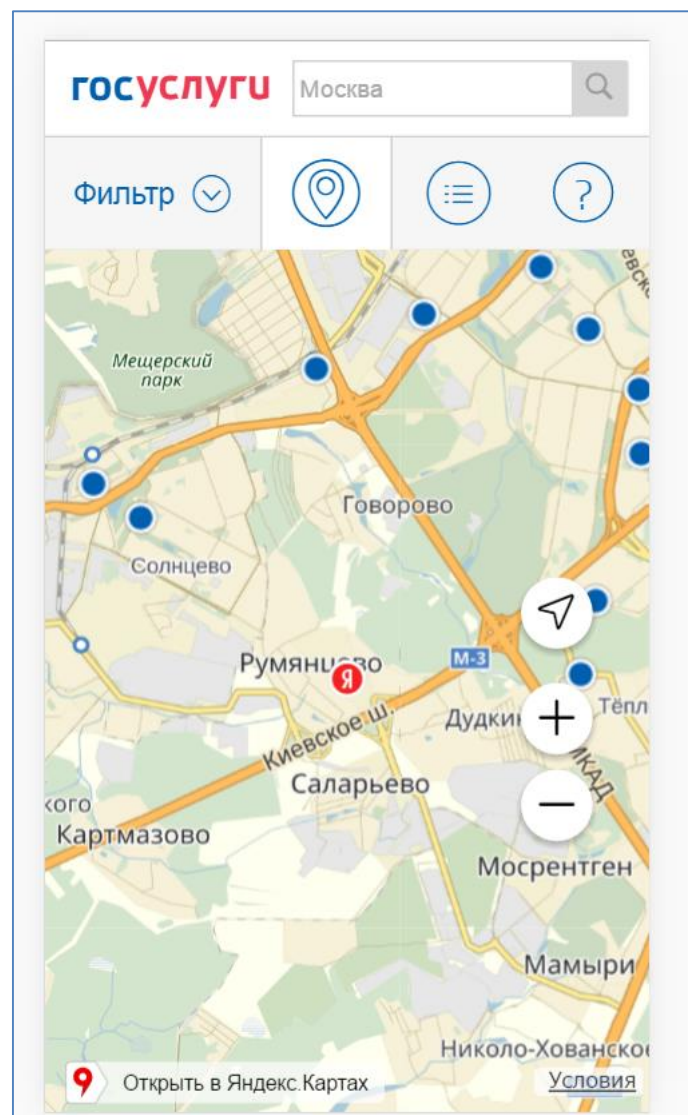 госуслуги
Москва
Фильтр
?
Мещерский
парк
Говорово
Солнцево
Румянцево
Я
М-3
Киевское ш.
Дудки
Тёпл
МКАД
Саларьево
кого
Картмазово
Мосрентген
Мамыри
Николо-Хованское
Открыть в Яндекс.Картах
Условия